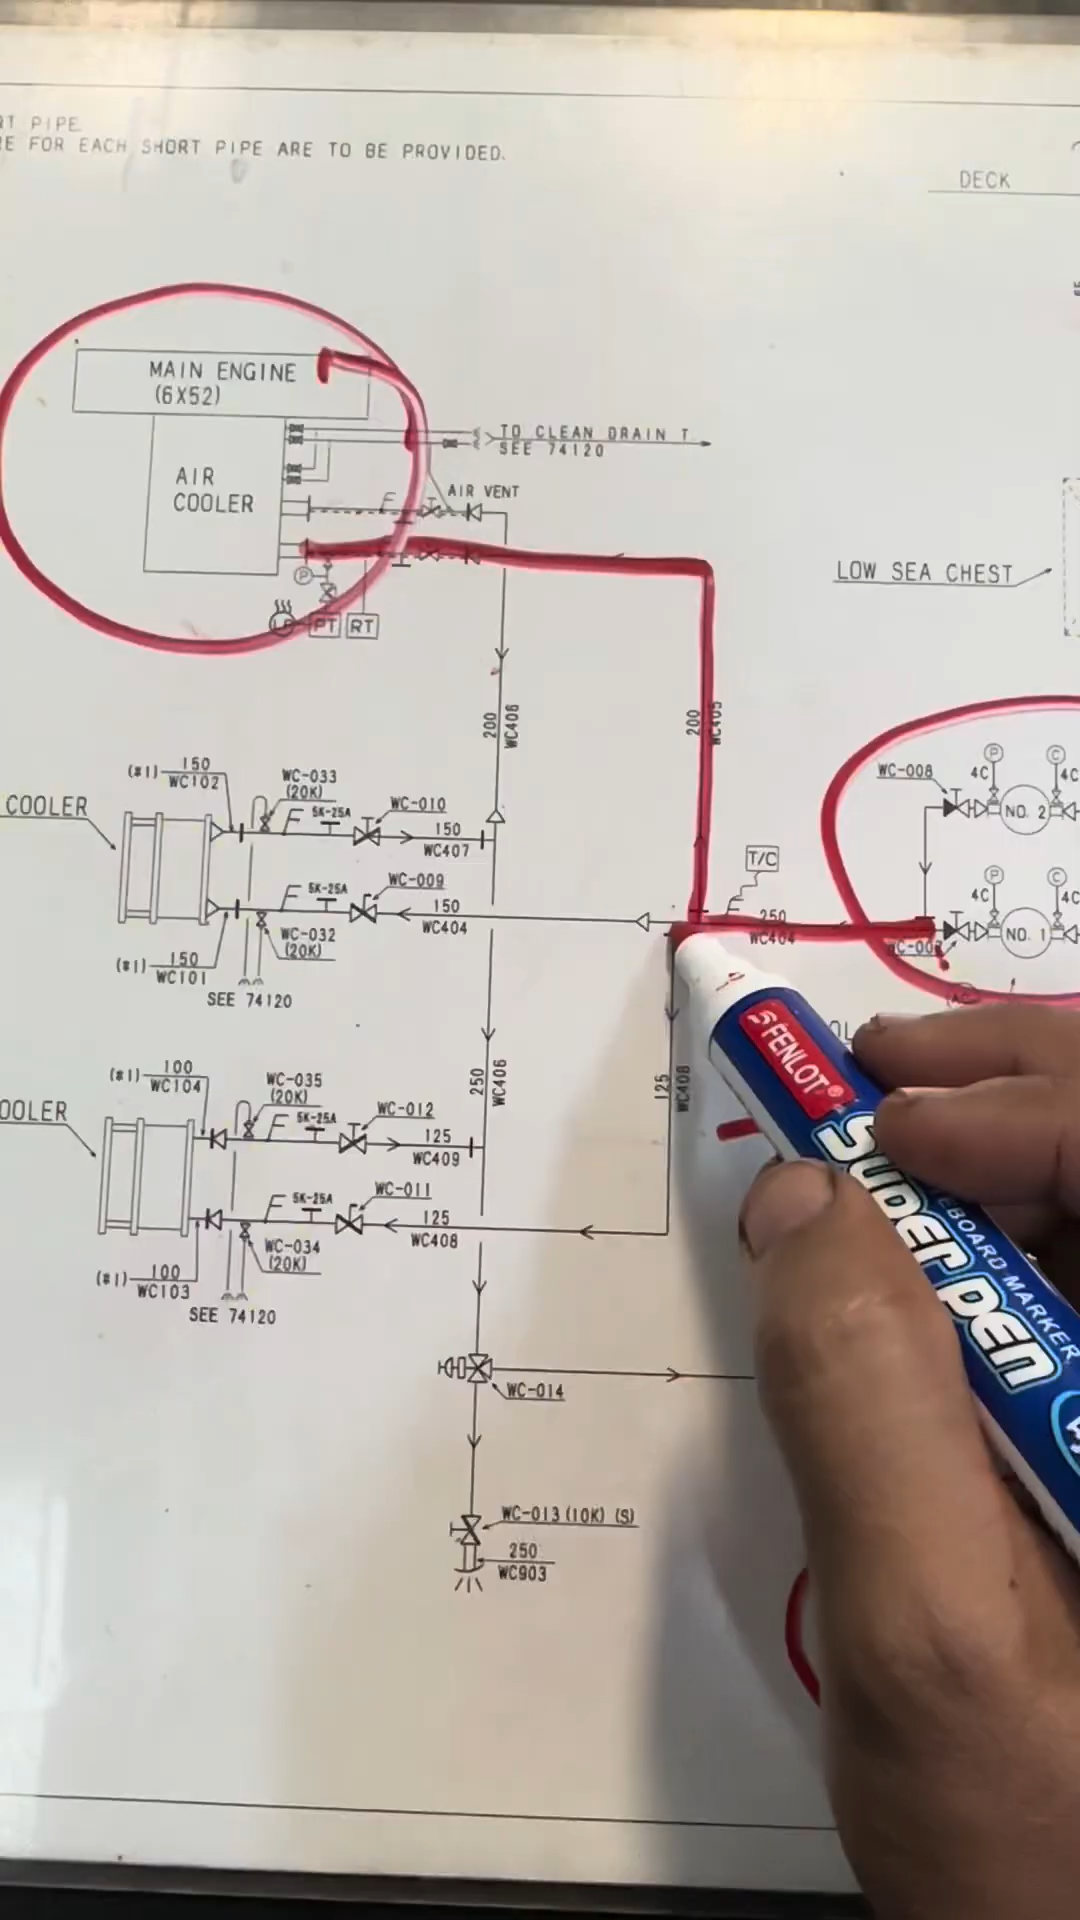 RT PIPE
RE FOR EACH SHORT PIPE ARE TO BE PROVIDED.
DECK
MAIN ENGINE
(6X52)
TO CLEAN DRAIN T.
SEE 74120
AIR
COOLER
AIR VENT
F
LOW SEA CHEST
P
PT
RT
200
WC406
200
WC405
(#1)
150
WC102
WC-033
(20K)
F
5K-25A
WC-010
COOLER
150
WC407
WC-008
P
4C
C
4C
NO. 2
T/C
F
WC-009
F
5K-25A
150
WC404
250
WC404
P
4C
C
4C
NO. 1
WC-007
WC-032
(20K)
(#1)
150
WC101
SEE 74120
FENLOT®
SUPER PEN
EBOARD MARKER
125
WC408
(#1)
100
WC104
WC-035
(20K)
F
5K-25A
WC-012
250
WC406
OOLER
125
WC409
WC-011
F
5K-25A
125
WC408
WC-034
(20K)
(#1)
100
WC103
SEE 74120
WC-014
WC-013 (10K) (S)
250
WC903